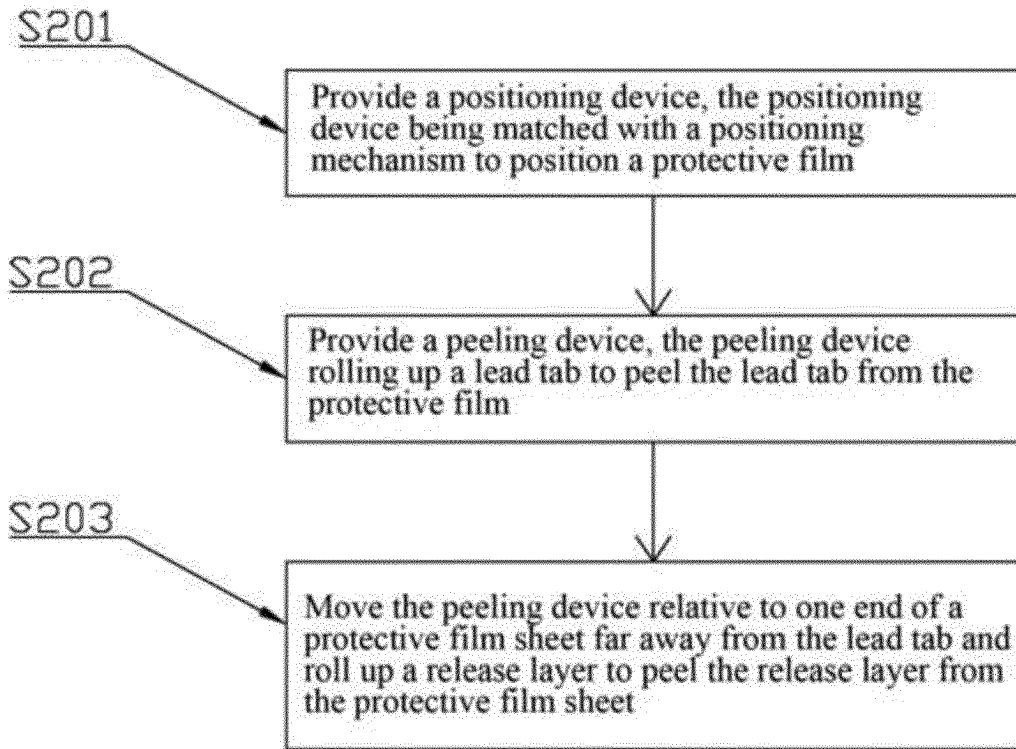 S201
Provide a positioning device, the positioning
device being matched with a positioning
mechanism to position a protective film
S202
Provide a peeling device, the peeling device
rolling up a lead tab to peel the lead tab from the
protective film
S203
Move the peeling device relative to one end of a
protective film sheet far away from the lead tab and
roll up a release layer to peel the release layer from
the protective film sheet